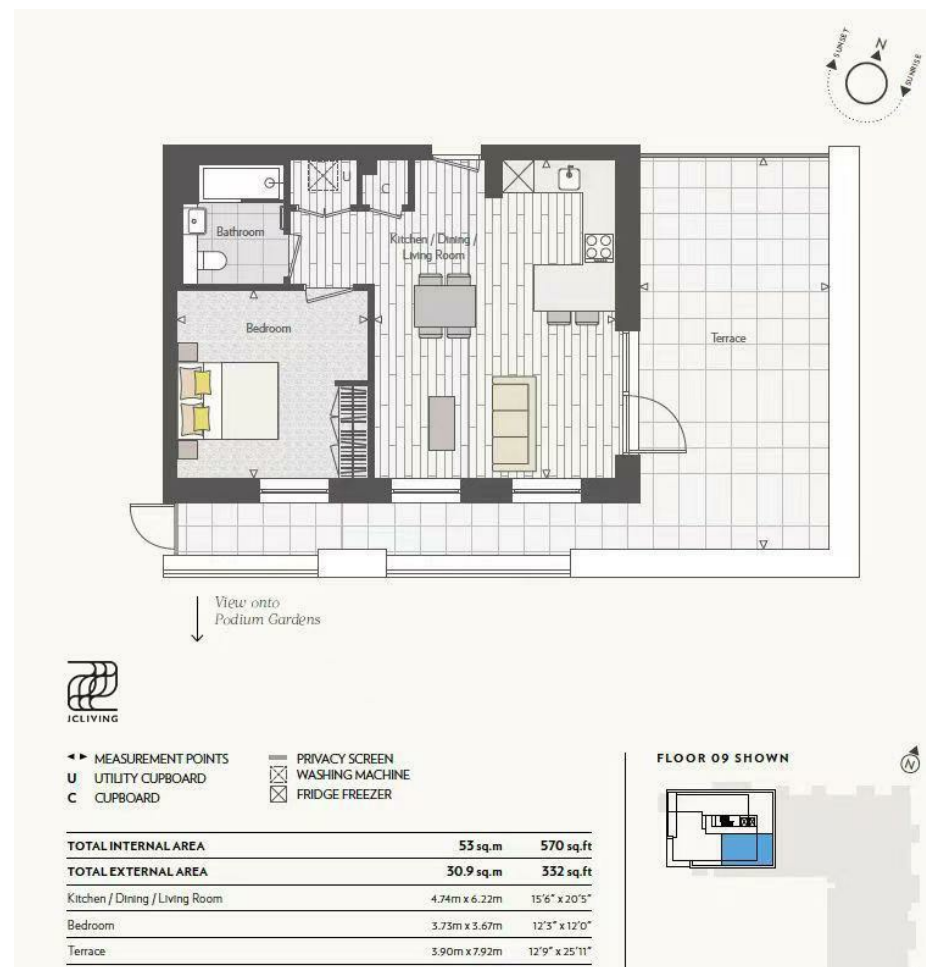 SUNSET
N
SUNRISE
U
C
Bathroom
Kitchen / Dining /
Living Room
Bedroom
Terrace
View onto
Podium Gardens
JCLIVING
MEASUREMENT POINTS
U UTILITY CUPBOARD
C CUPBOARD
PRIVACY SCREEN
WASHING MACHINE
FRIDGE FREEZER
FLOOR 09 SHOWN
N
TOTAL INTERNAL AREA 53 sq.m 570 sq.ft
TOTAL EXTERNAL AREA 30.9 sq.m 332 sq.ft
Kitchen / Dining / Living Room 4.74m x 6.22m 15'6" x 20'5"
Bedroom 3.73m x 3.67m 12'3" x 12'0"
Terrace 3.90m x 7.92m 12'9" x 25'11"